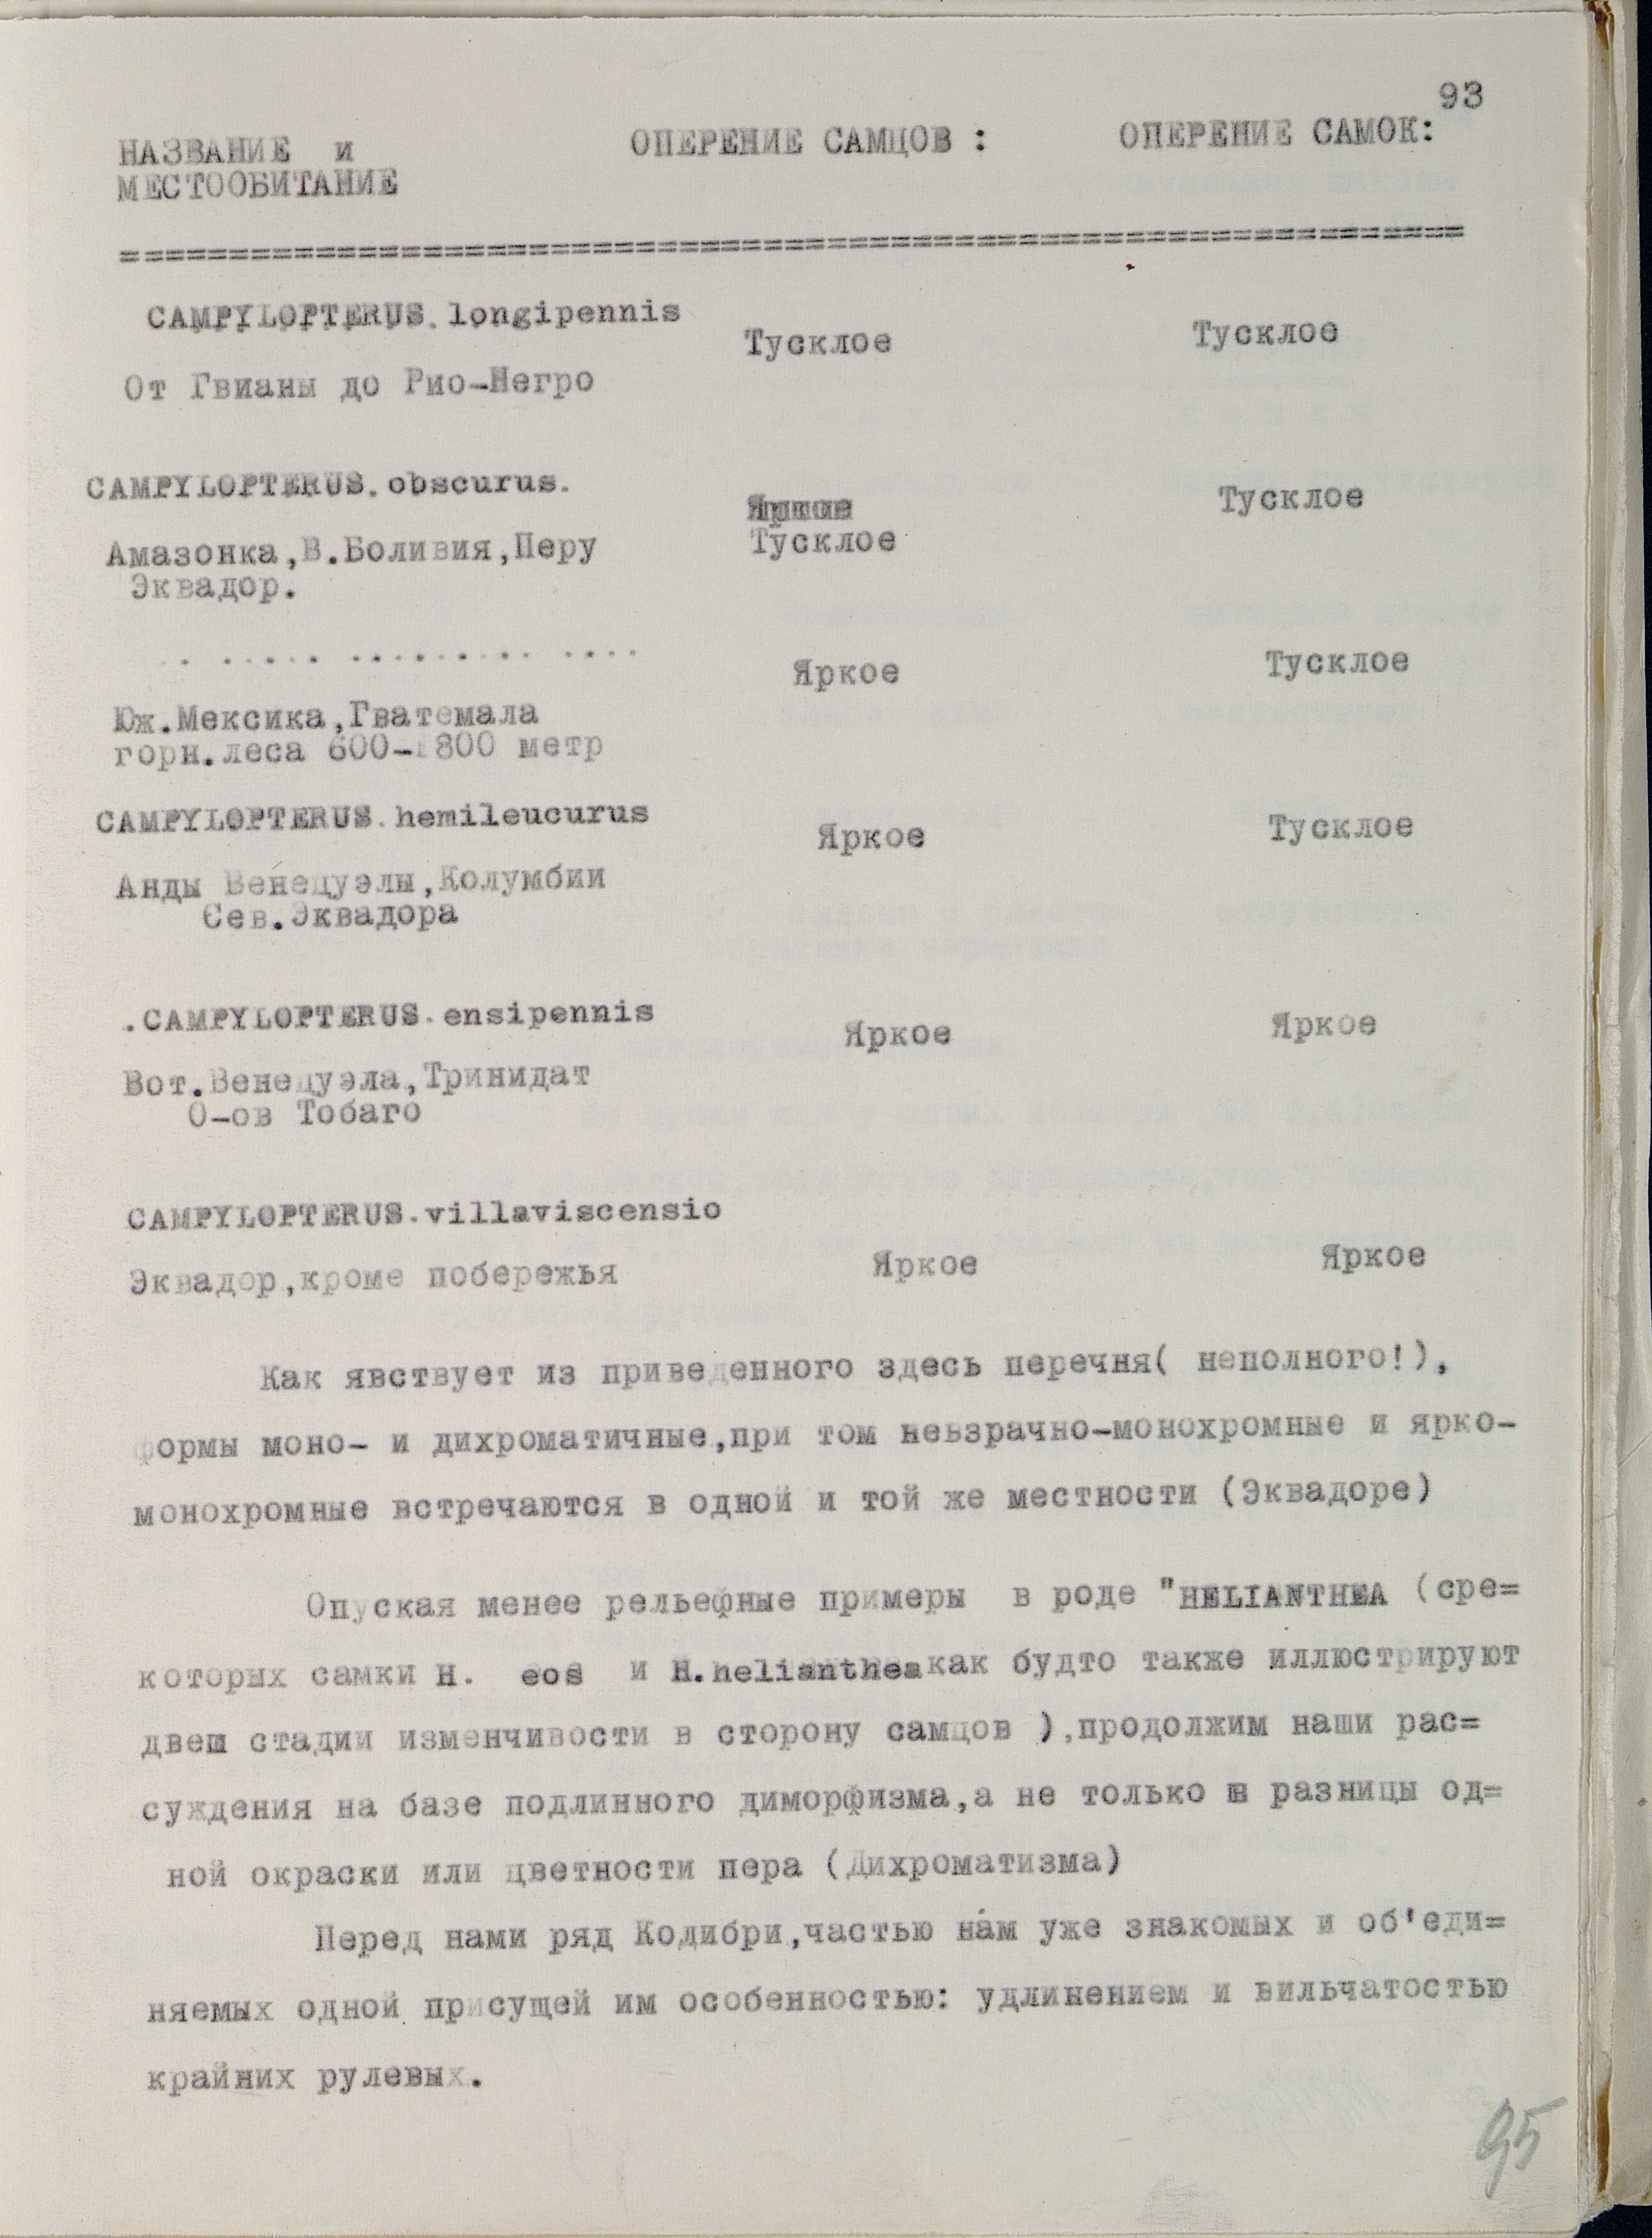 93
НАЗВАНИЕ и ОПЕРЕНИЕ САМЦОВ : ОПЕРЕНИЕ САМОК:
МЕСТООБИТАНИЕ
================================================================
CAMPYLOPTERUS.longipennis
Тусклое Тусклое
От Гвианы до Рио-Негро
CAMPYLOPTERUS.obscurus.
Яркое Тусклое
Амазонка,В.Боливия,Перу Тусклое
Эквадор.
.. ..... ......... ....
Яркое Тусклое
Юж.Мексика,Гватемала
горн.леса 600-1800 метр
CAMPYLOPTERUS.hemileucurus
Яркое Тусклое
Анды Венецуэлы,Колумбии
Сев.Эквадора
.CAMPYLOPTERUS.ensipennis
Яркое Яркое
Вот.Венецуэла,Тринидат
О-ов Тобаго
CAMPYLOPTERUS.villaviscensio
Эквадор,кроме побережья Яркое Яркое
Как явствует из приведенного здесь перечня( неполного!),
формы моно- и дихроматичные,при том невзрачно-монохромные и ярко-
монохромные встречаются в одной и той же местности (Эквадоре)
Опуская менее рельефные примеры в роде "HELIANTHEA (сре=
которых самки H. eos и H.helianthea как будто также иллюстрируют
двеш стадии изменчивости в сторону самцов ),продолжим наши рас=
суждения на базе подлинного диморфизма,а не только в разницы од=
ной окраски или цветности пера (Дихроматизма)
Перед нами ряд Колибри,частью нам уже знакомых и об'еди=
няемых одной присущей им особенностью: удлинением и вильчатостью
крайних рулевых.
95